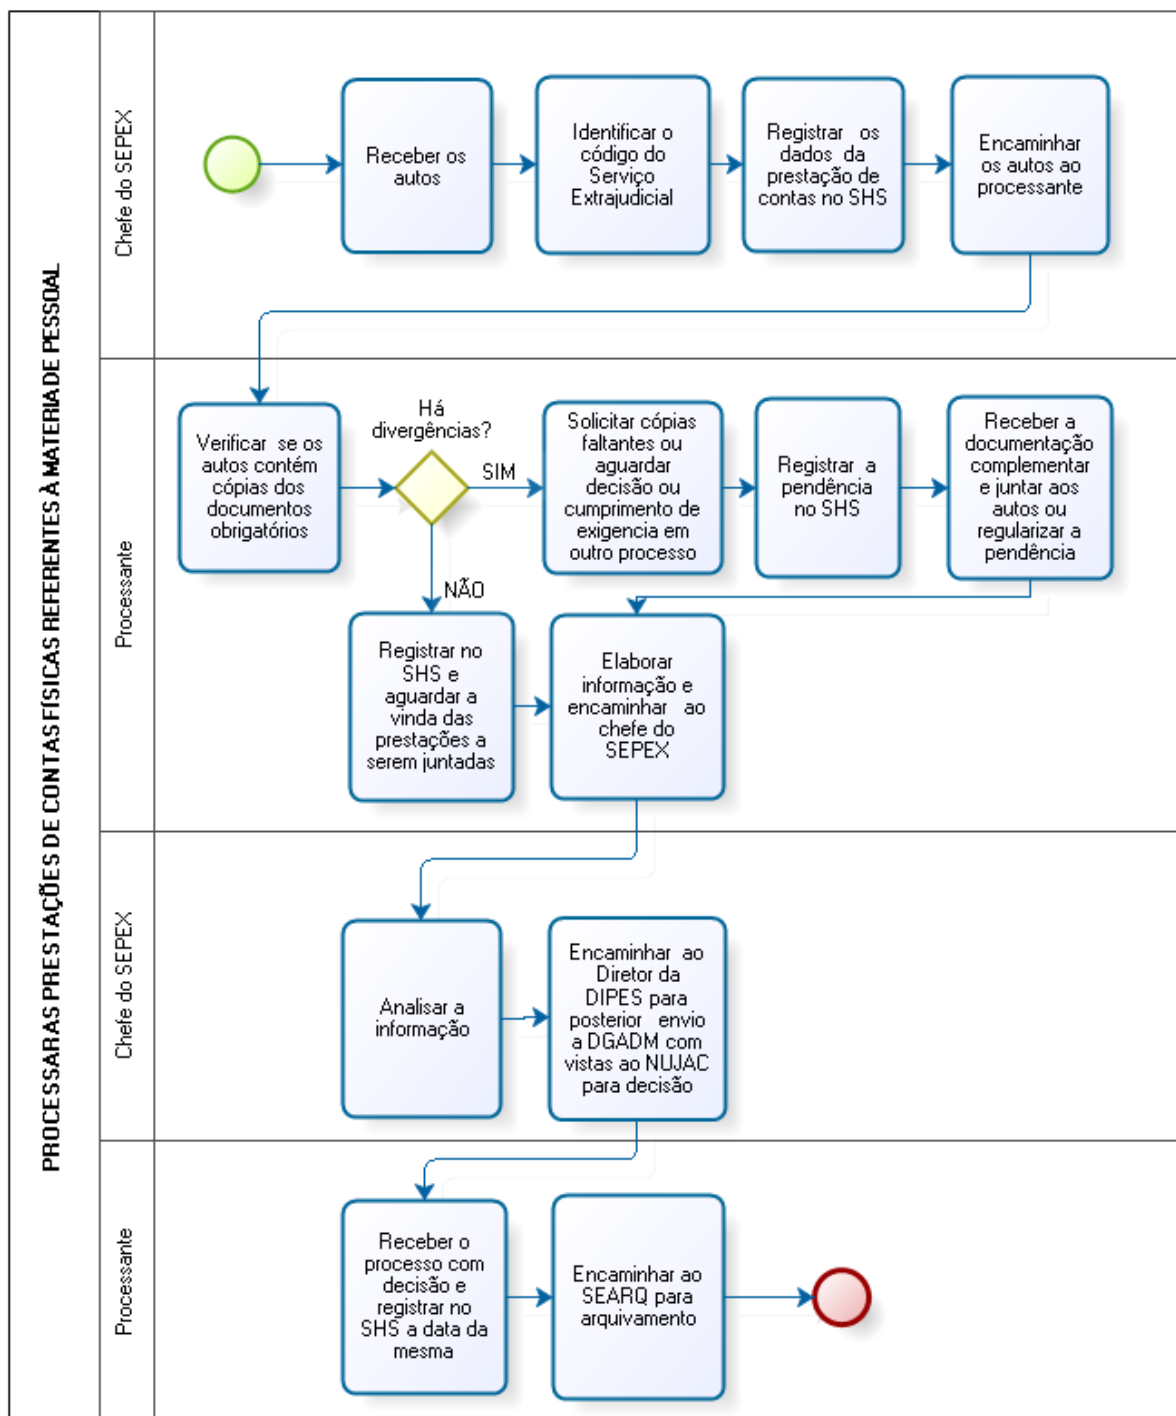 PROCESSAR AS PRESTAÇÕES DE CONTAS FÍSICAS REFERENTES À MATERIA DE PESSOAL
Chefe do SEPEX
Receber os
autos
Identificar o
código do
Serviço
Extrajudicial
Registrar os
dados da
prestação de
contas no SHS
Encaminhar
os autos ao
processante
Processante
Verificar se os
autos contém
cópias dos
documentos
obrigatórios
Há
divergências?
SIM
NÃO
Solicitar cópias
faltantes ou
aguardar
decisão ou
cumprimento de
exigencia em
outro processo
Registrar a
pendência
no SHS
Receber a
documentação
complementar
e juntar aos
autos ou
regularizar a
pendência
Registrar no
SHS e
aguardar a
vinda das
prestações a
serem juntadas
Elaborar
informação e
encaminhar ao
chefe do
SEPEX
Chefe do SEPEX
Analisar a
informação
Encaminhar ao
Diretor da
DIPES para
posterior envio
a DGADM com
vistas ao NUJAC
para decisão
Processante
Receber o
processo com
decisão e
registrar no
SHS a data da
mesma
Encaminhar ao
SEARQ para
arquivamento